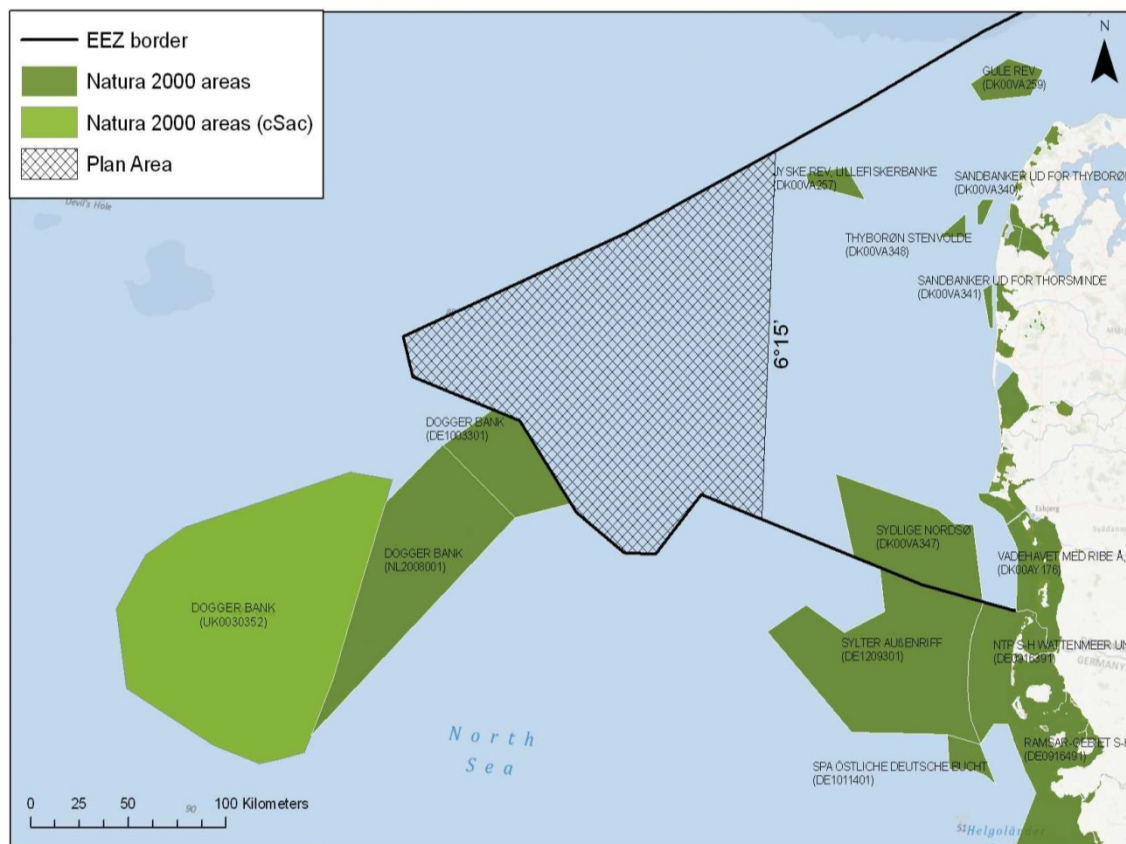 EEZ border
Natura 2000 areas
Natura 2000 areas (cSac)
Plan Area
N
GULE REV
(DK00VA259)
JYSKE REV, LILLEFISKERBANKE
(DK00VA257)
SANDBANKER UD FOR THYBORØN
(DK00VA340)
Devil's Hole
THYBORØN STENVOLDE
(DK00VA348)
SANDBANKER UD FOR THORSMINDE
(DK00VA341)
6°15'
DOGGER BANK
(DE1003301)
Esbjerg
SYDLIGE NORDSØ
(DK00VA347)
DOGGER BANK
(NL2008001)
VADEHAVET MED RIBE Å,
(DK00AY176)
DOGGER BANK
(UK0030352)
SYLTER AUßENRIFF
(DE1209301)
NTP S-H WATTENMEER UN
(DE0916391)
GERMANY
North
Sea
RAMSAR-GEBIET S-
(DE0916491)
SPA ÖSTLICHE DEUTSCHE BUCHT
(DE1011401)
0 25 50 100 Kilometers
90
51
Helgoländer